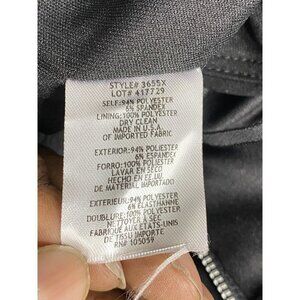 STYLE# 3655X
LOT# 417729
SELF: 94% POLYESTER
6% SPANDEX
LINING: 100% POLYESTER
DRY CLEAN
MADE IN U.S.A.
OF IMPORTED FABRIC
EXTERIOR: 94% POLIESTER
6% ESPANDEX
FORRO: 100% POLIESTER
LAVAR EN SECO
HECHO EN EE.UU.
DE MATERIAL IMPORTADO
EXTERIEUR: 94% POLYESTER
6% ELASTHANNE
DOUBLURE: 100% POLYESTER
NETTOYER A SEC
FABRIQUE AUX ETATS-UNIS
DE TISSU IMPORTE
RN# 105059